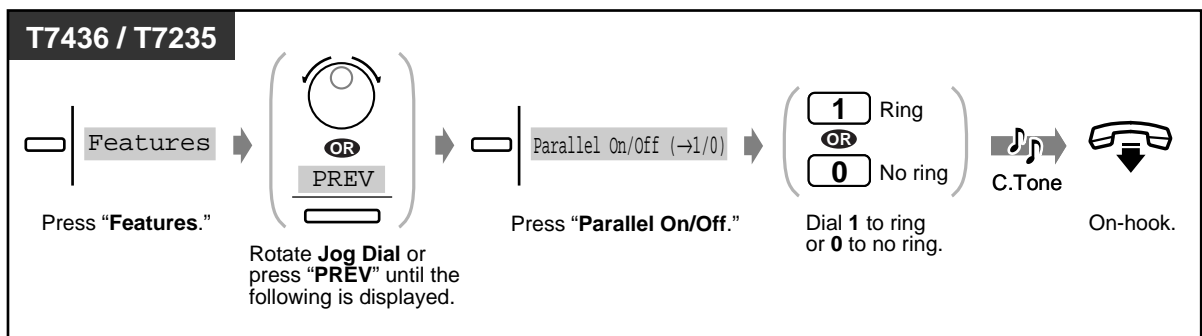 T7436 / T7235
Features
Press “Features.”
OR
PREV
Rotate Jog Dial or
press “PREV” until the
following is displayed.
Parallel On/Off (→1/0)
Press “Parallel On/Off.”
1 Ring
OR
0 No ring
Dial 1 to ring
or 0 to no ring.
C.Tone
On-hook.